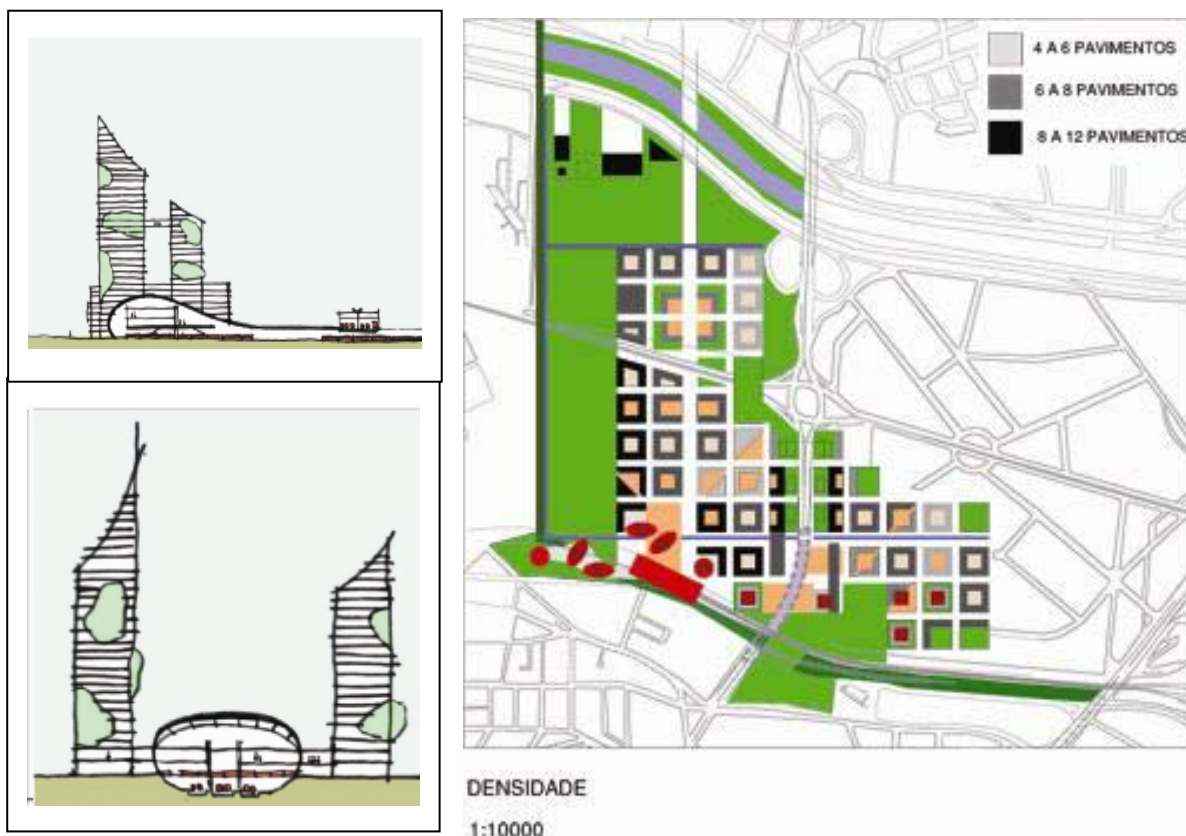 4 A 6 PAVIMENTOS
6 A 8 PAVIMENTOS
8 A 12 PAVIMENTOS
DENSIDADE
1:10000